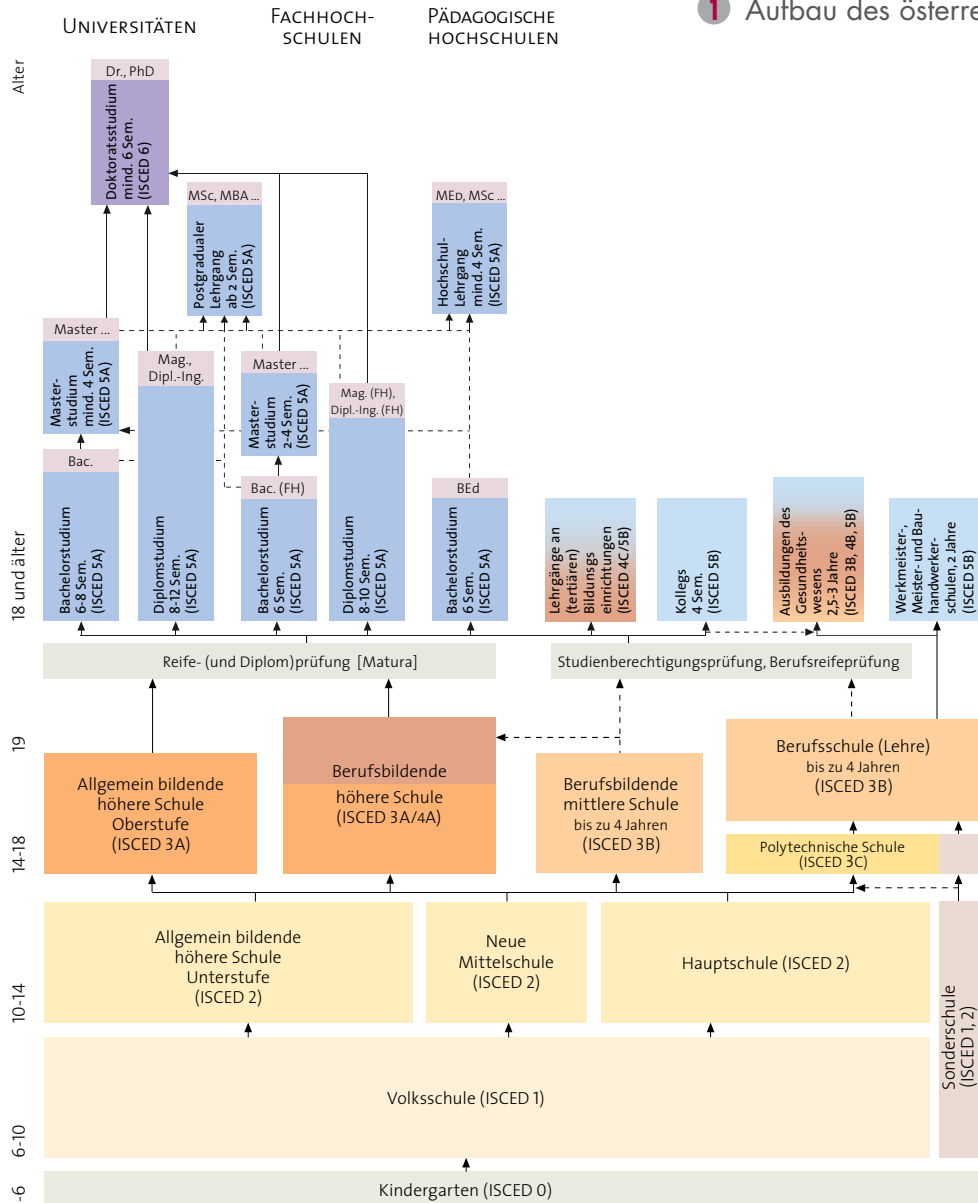 1 Aufbau des österre
UNIVERSITÄTEN
FACHHOCH-
SCHULEN
PÄDAGOGISCHE
HOCHSCHULEN
Alter
Dr., PhD
Doktoratsstudium
mind. 6 Sem.
(ISCED 6)
MSc, MBA ...
Postgradualer
Lehrgang
ab 2 Sem.
(ISCED 5A)
MEd, MSc ...
Hochschul-
Lehrgang
mind. 4 Sem.
(ISCED 5A)
Master ...
Master-
studium
mind. 4 Sem.
(ISCED 5A)
Mag.,
Dipl.-Ing.
Master ...
Master-
studium
2-4 Sem.
(ISCED 5A)
Mag. (FH),
Dipl.-Ing. (FH)
Bac.
Bac. (FH)
BEd
18 und älter
Bachelorstudium
6-8 Sem.
(ISCED 5A)
Diplomstudium
8-12 Sem.
(ISCED 5A)
Bachelorstudium
6 Sem.
(ISCED 5A)
Diplomstudium
8-10 Sem.
(ISCED 5A)
Bachelorstudium
6 Sem.
(ISCED 5A)
Lehrgänge an
(tertiären)
Bildunsgs
einrichtungen
(ISCED 4C/5B)
Kollegs
4 Sem.
(ISCED 5B)
Ausbildungen des
Gesundheits-
wesens
2,5-3 Jahre
(ISCED 3B, 4B, 5B)
Werkmeister-,
Meister- und Bau-
handwerker-
schulen, 2 Jahre
(ISCED 5B)
Reife- (und Diplom)prüfung [Matura]
Studienberechtigungsprüfung, Berufsreifeprüfung
19
14-18
Allgemein bildende
höhere Schule
Oberstufe
(ISCED 3A)
Berufsbildende
höhere Schule
(ISCED 3A/4A)
Berufsbildende
mittlere Schule
bis zu 4 Jahren
(ISCED 3B)
Berufsschule (Lehre)
bis zu 4 Jahren
(ISCED 3B)
Polytechnische Schule
(ISCED 3C)
10-14
Allgemein bildende
höhere Schule
Unterstufe
(ISCED 2)
Neue
Mittelschule
(ISCED 2)
Hauptschule (ISCED 2)
Sonderschule
(ISCED 1, 2)
6-10
Volksschule (ISCED 1)
-6
Kindergarten (ISCED 0)